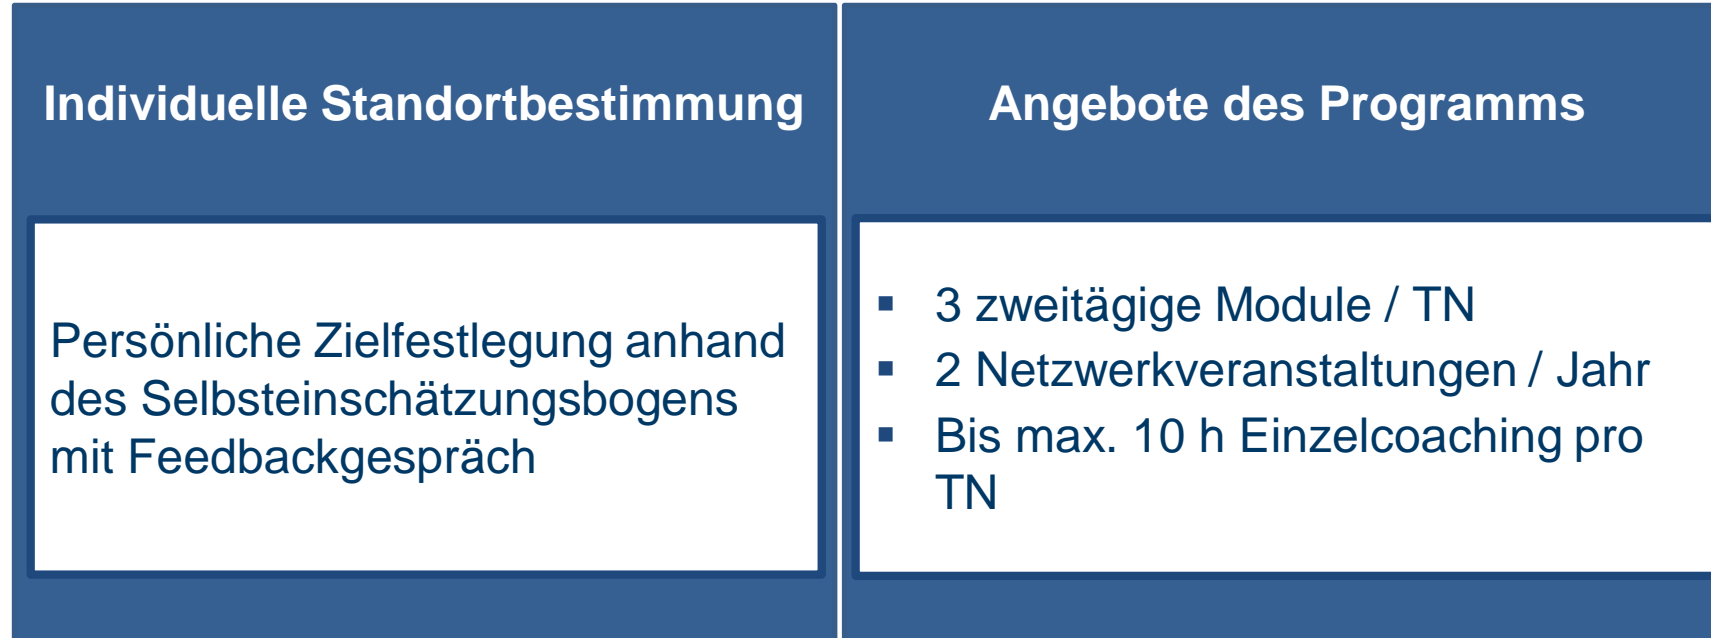 Individuelle Standortbestimmung
Persönliche Zielfestlegung anhand
des Selbsteinschätzungsbogens
mit Feedbackgespräch
Angebote des Programms
▪ 3 zweitägige Module / TN
▪ 2 Netzwerkveranstaltungen / Jahr
▪ Bis max. 10 h Einzelcoaching pro
TN